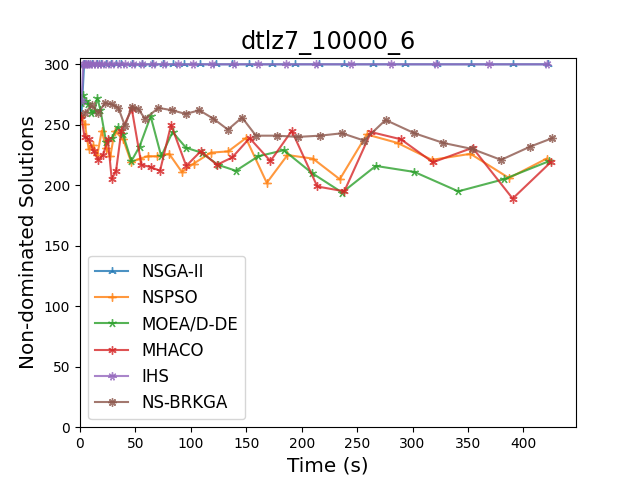 dtlz7_10000_6
Non-dominated Solutions
300
250
200
150
100
50
0
NSGA-II
NSPSO
MOEA/D-DE
MHACO
IHS
NS-BRKGA
0 50 100 150 200 250 300 350 400
Time (s)